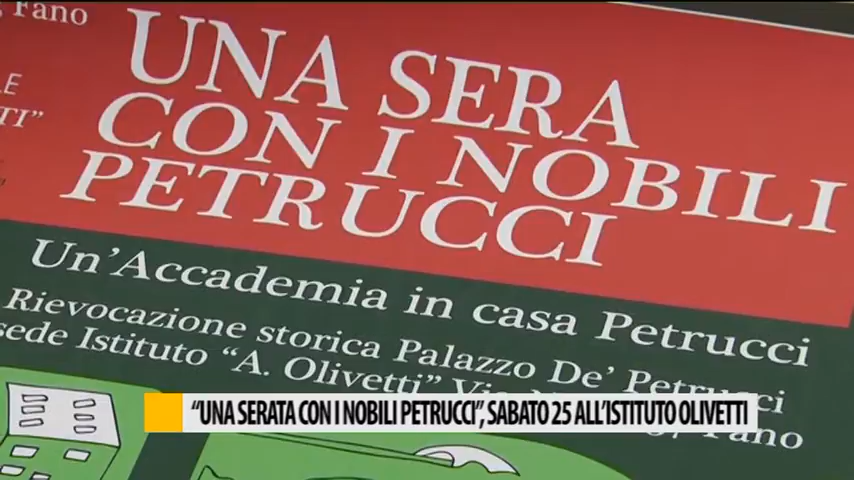 Fano
UNA SERA
CON I NOBILI
PETRUCCI
Un'Accademia in casa Petrucci
Rievocazione storica Palazzo De' Petrucci
sede Istituto "A. Olivetti"
Fano
"UNA SERATA CON I NOBILI PETRUCCI", SABATO 25 ALL'ISTITUTO OLIVETTI